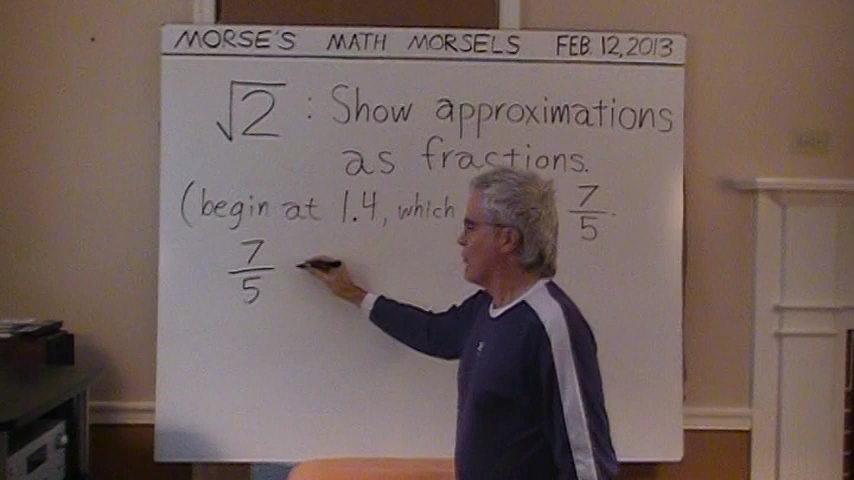 MORSE'S MATH MORSELS FEB. 12, 2013
√2 : Show approximations
as fractions.
(begin at 1.4, which 7/5.
7/5